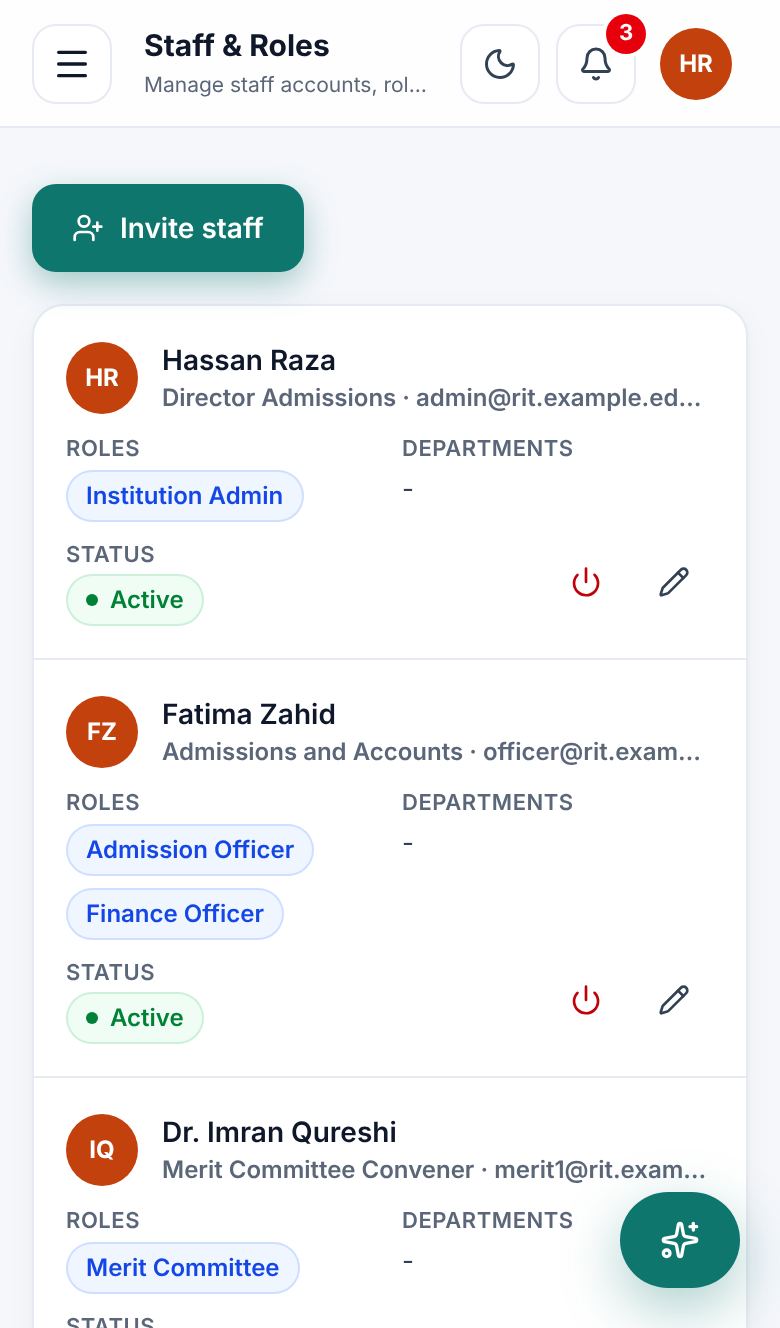 Staff & Roles
Manage staff accounts, rol...
3
HR
Invite staff
HR
Hassan Raza
Director Admissions · admin@rit.example.ed...
ROLES
DEPARTMENTS
Institution Admin
-
STATUS
Active
FZ
Fatima Zahid
Admissions and Accounts · officer@rit.exam...
ROLES
DEPARTMENTS
Admission Officer
-
Finance Officer
STATUS
Active
IQ
Dr. Imran Qureshi
Merit Committee Convener · merit1@rit.exam...
ROLES
DEPARTMENTS
Merit Committee
-
STATUS